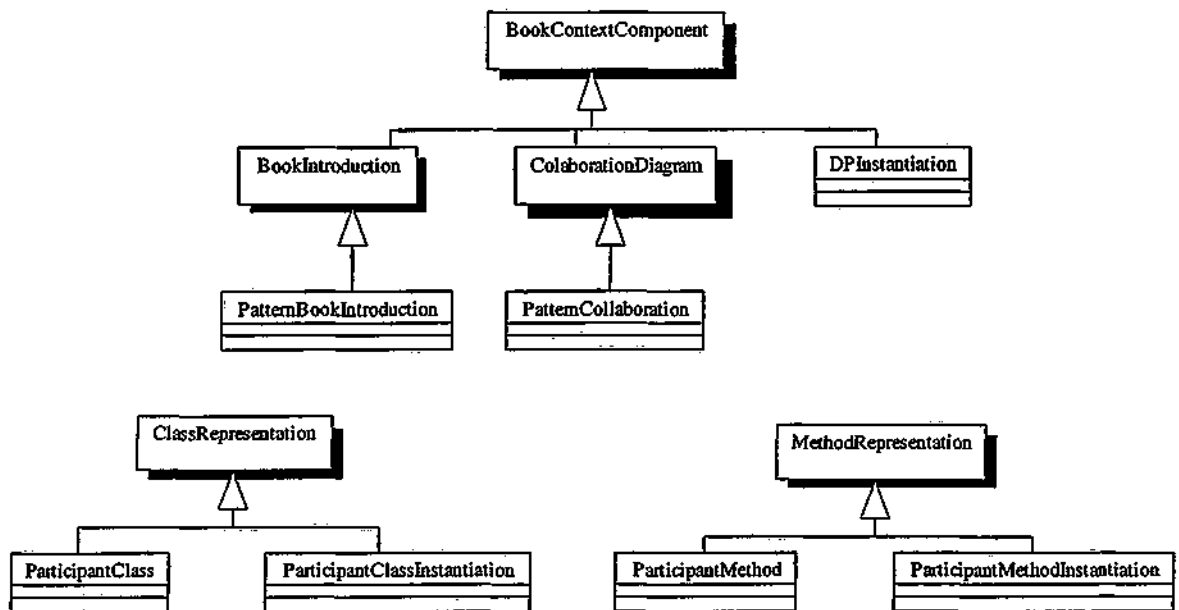 BookContextComponent
BookIntroduction
ColaborationDiagram
DPInstantiation
PatternBookIntroduction
PatternCollaboration
ClassRepresentation
MethodRepresentation
ParticipantClass
ParticipantClassInstantiation
ParticipantMethod
ParticipantMethodInstantiation